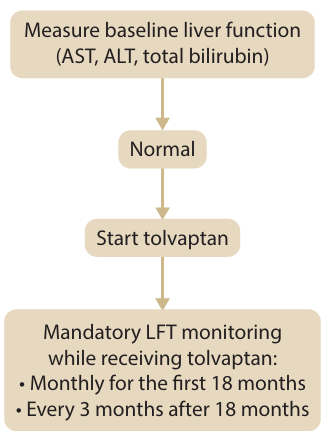 Measure baseline liver function
(AST, ALT, total bilirubin)
Normal
Start tolvaptan
Mandatory LFT monitoring
while receiving tolvaptan:
• Monthly for the first 18 months
• Every 3 months after 18 months